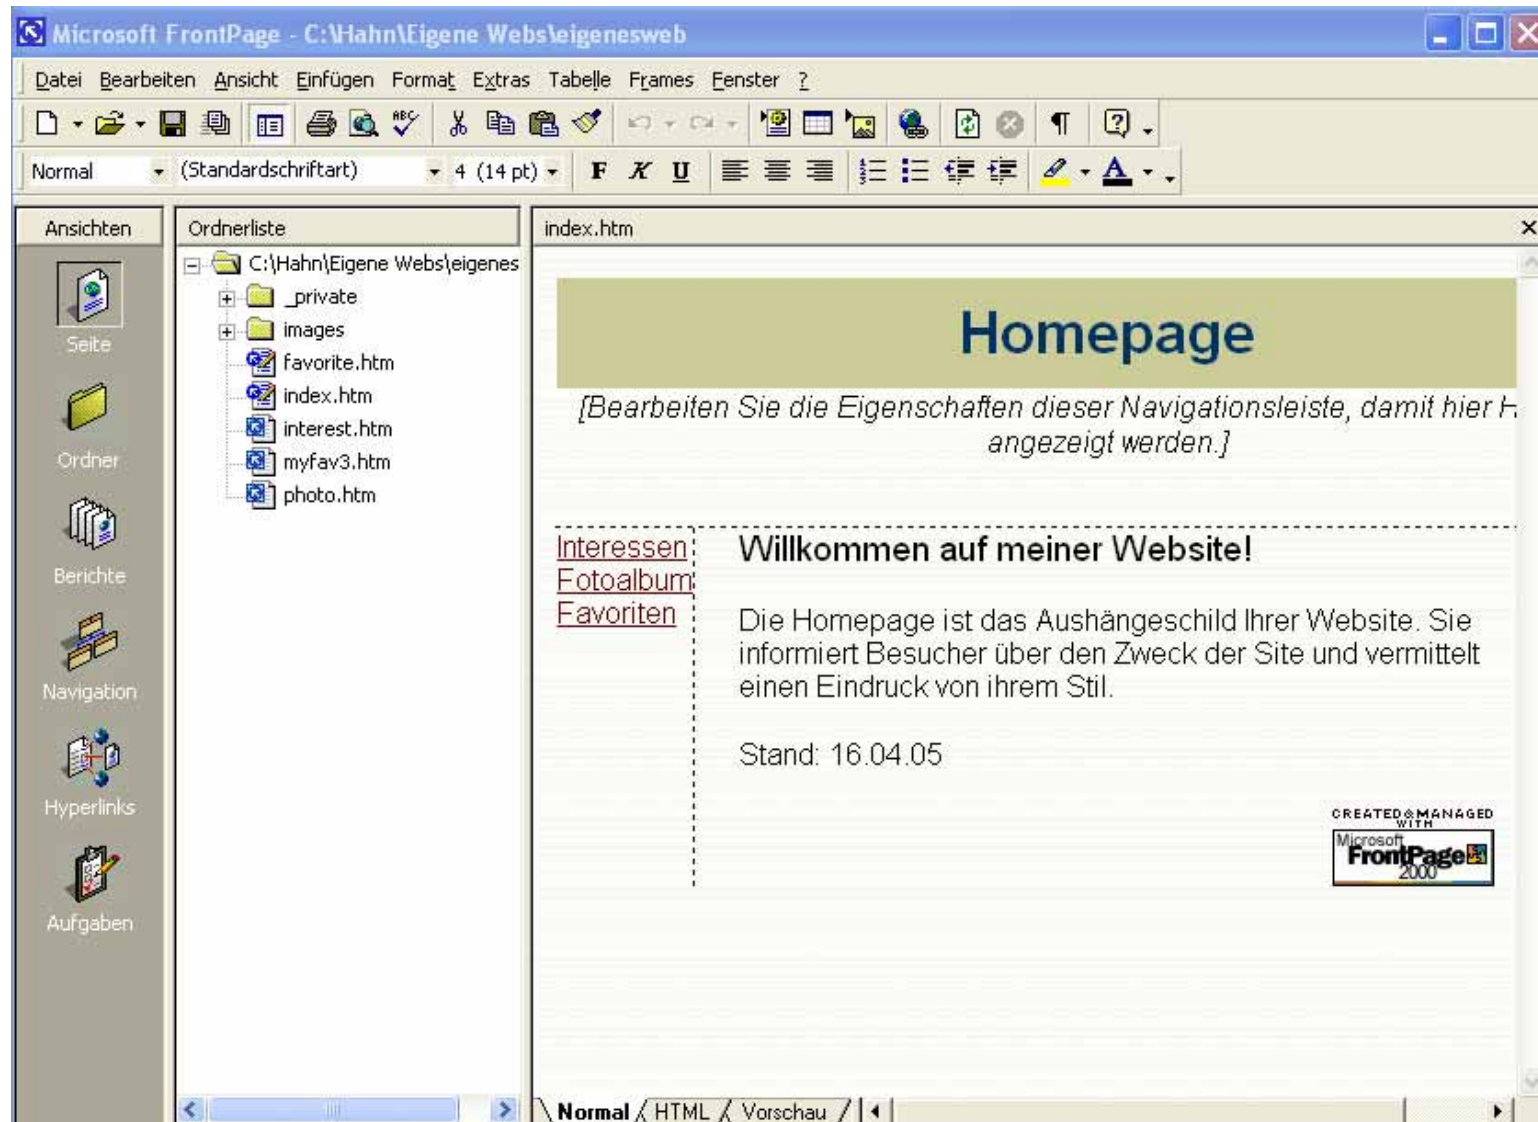 Microsoft FrontPage - C:\Hahn\Eigene Webs\eigenesweb
Datei Bearbeiten Ansicht Einfügen Format Extras Tabelle Frames Fenster ?
ABC
Normal (Standardschriftart) 4 (14 pt) F K U A
Ansichten
Seite
Ordner
Berichte
Navigation
Hyperlinks
Aufgaben
Ordnerliste
C:\Hahn\Eigene Webs\eigenes
_private
images
favorite.htm
index.htm
interest.htm
myfav3.htm
photo.htm
index.htm
Homepage
[Bearbeiten Sie die Eigenschaften dieser Navigationsleiste, damit hier H
angezeigt werden.]
Interessen
Fotoalbum
Favoriten
Willkommen auf meiner Website!
Die Homepage ist das Aushängeschild Ihrer Website. Sie
informiert Besucher über den Zweck der Site und vermittelt
einen Eindruck von ihrem Stil.
Stand: 16.04.05
CREATED & MANAGED
WITH
Microsoft
FrontPage
2000
Normal HTML Vorschau